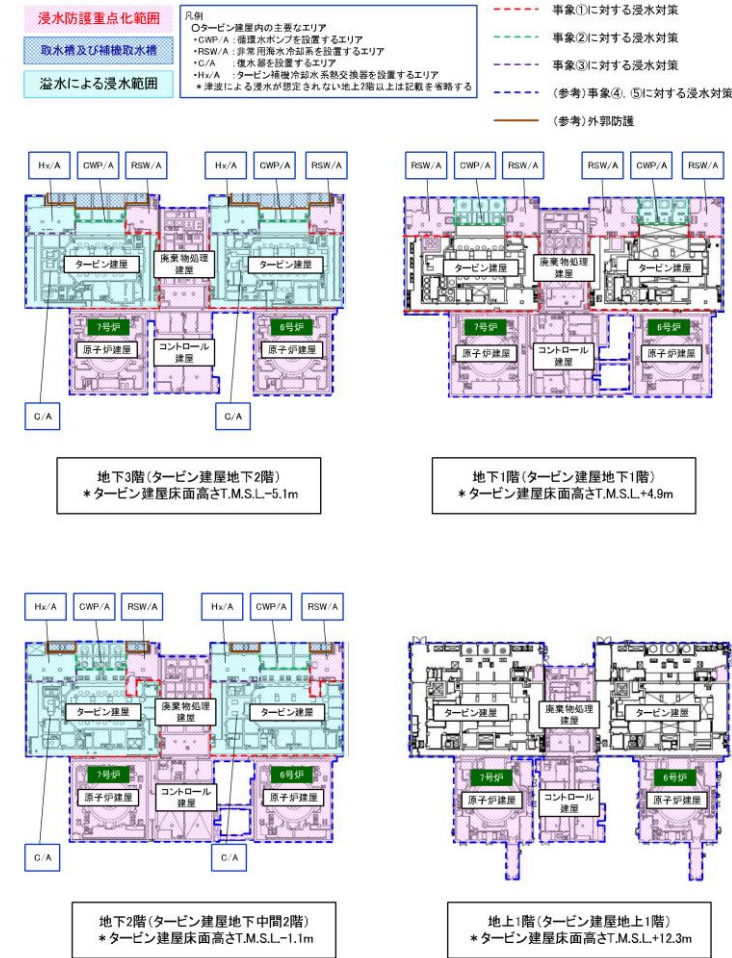 浸水防護重点化範囲
取水槽及び補機取水槽
溢水による浸水範囲
凡例
○タービン建屋内の主要なエリア
・CWP/A：循環水ポンプを設置するエリア
・RSW/A：非常用海水冷却系を設置するエリア
・C/A　：復水器を設置するエリア
・Hx/A　：タービン補機冷却水系熱交換器を設置するエリア
＊津波による浸水が想定されない地上2階以上は記載を省略する
事象①に対する浸水対策
事象②に対する浸水対策
事象③に対する浸水対策
(参考)事象④, ⑤に対する浸水対策
(参考)外郭防護
Hx/A CWP/A RSW/A Hx/A CWP/A RSW/A
タービン建屋 廃棄物処理建屋 タービン建屋
7号炉 6号炉
原子炉建屋 コントロール建屋 原子炉建屋
C/A C/A
地下3階(タービン建屋地下2階)
＊タービン建屋床面高さT.M.S.L.-5.1m
RSW/A CWP/A RSW/A RSW/A CWP/A RSW/A
タービン建屋 廃棄物処理建屋 タービン建屋
7号炉 6号炉
原子炉建屋 コントロール建屋 原子炉建屋
地下1階(タービン建屋地下1階)
＊タービン建屋床面高さT.M.S.L.+4.9m
Hx/A CWP/A RSW/A Hx/A CWP/A RSW/A
タービン建屋 廃棄物処理建屋 タービン建屋
7号炉 6号炉
原子炉建屋 コントロール建屋 原子炉建屋
C/A C/A
地下2階(タービン建屋地下中間2階)
＊タービン建屋床面高さT.M.S.L.-1.1m
タービン建屋 廃棄物処理建屋 タービン建屋
7号炉 6号炉
原子炉建屋 コントロール建屋 原子炉建屋
地上1階(タービン建屋地上1階)
＊タービン建屋床面高さT.M.S.L.+12.3m